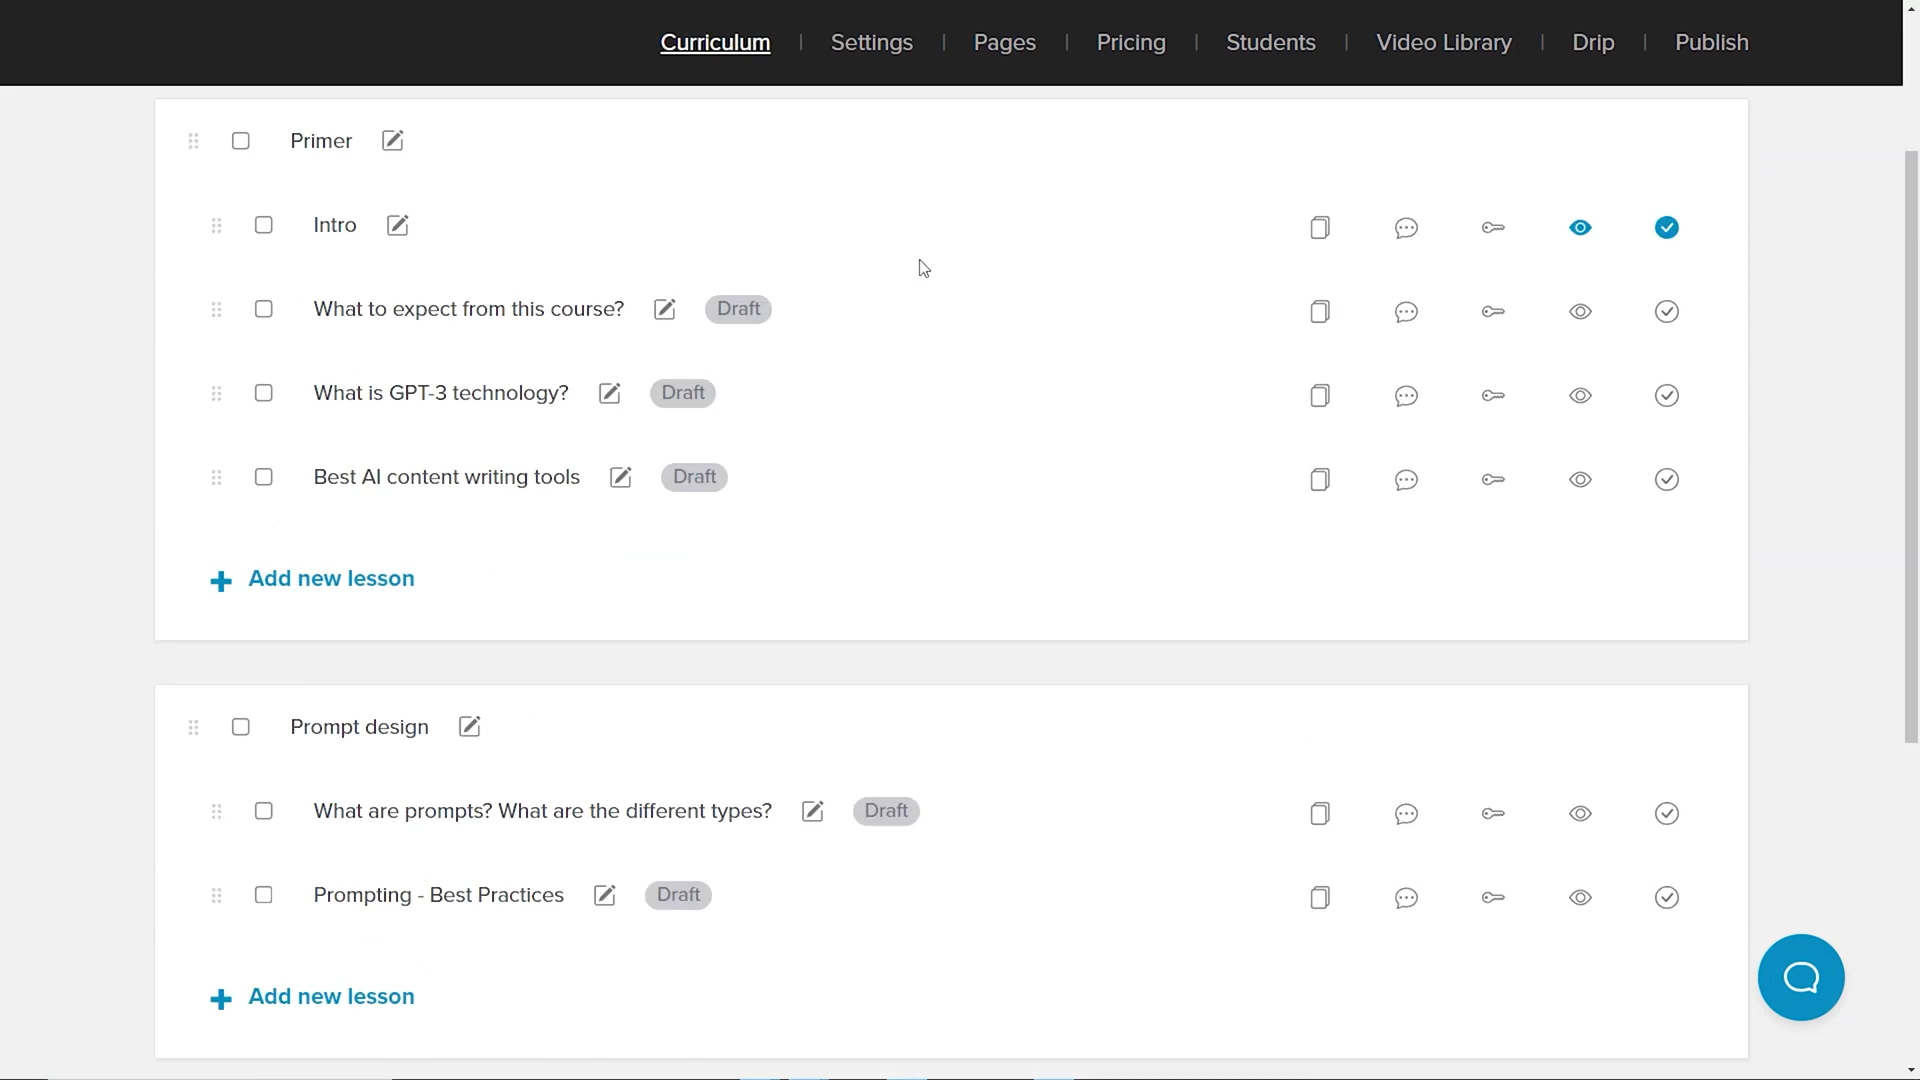 Curriculum | Settings | Pages | Pricing | Students | Video Library | Drip | Publish
Primer
Intro
What to expect from this course? Draft
What is GPT-3 technology? Draft
Best AI content writing tools Draft
Add new lesson
Prompt design
What are prompts? What are the different types? Draft
Prompting - Best Practices Draft
Add new lesson